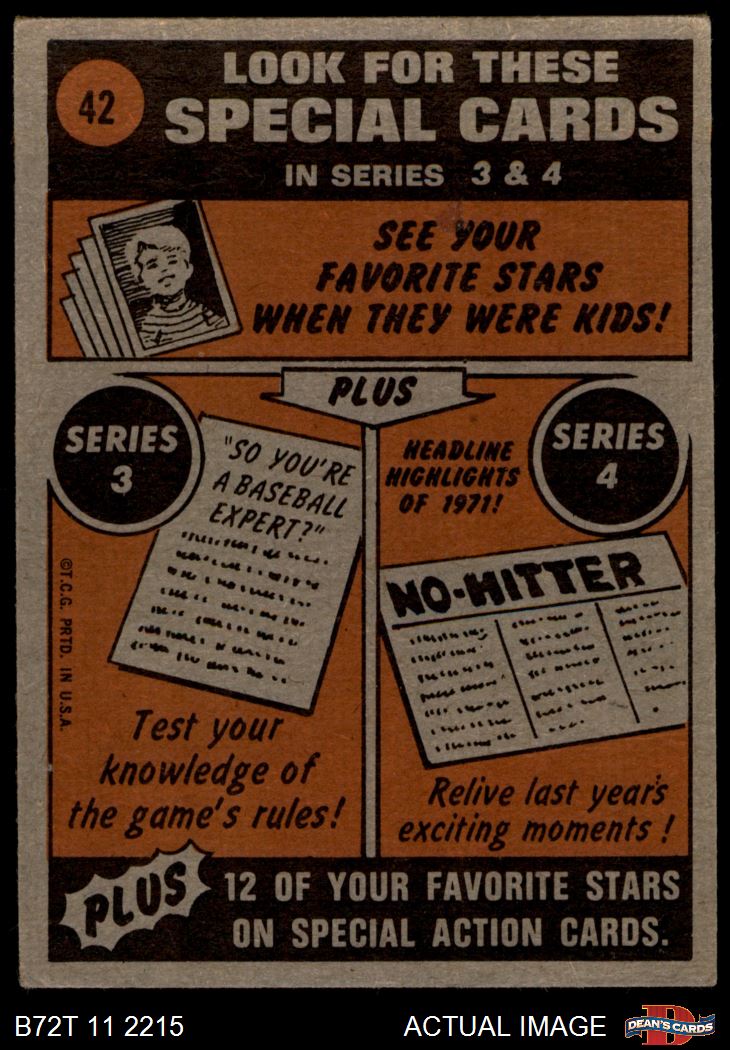 42
LOOK FOR THESE
SPECIAL CARDS
IN SERIES 3 & 4
SEE YOUR
FAVORITE STARS
WHEN THEY WERE KIDS!
PLUS
SERIES
3
"SO YOU'RE
A BASEBALL
EXPERT?"
Test your
knowledge of
the game's rules!
©T.C.G. PRTD. IN U.S.A.
HEADLINE
HIGHLIGHTS
OF 1971!
SERIES
4
NO-HITTER
Relive last year's
exciting moments!
PLUS
12 OF YOUR FAVORITE STARS
ON SPECIAL ACTION CARDS.
B72T 11 2215
ACTUAL IMAGE
D
DEAN'S CARDS